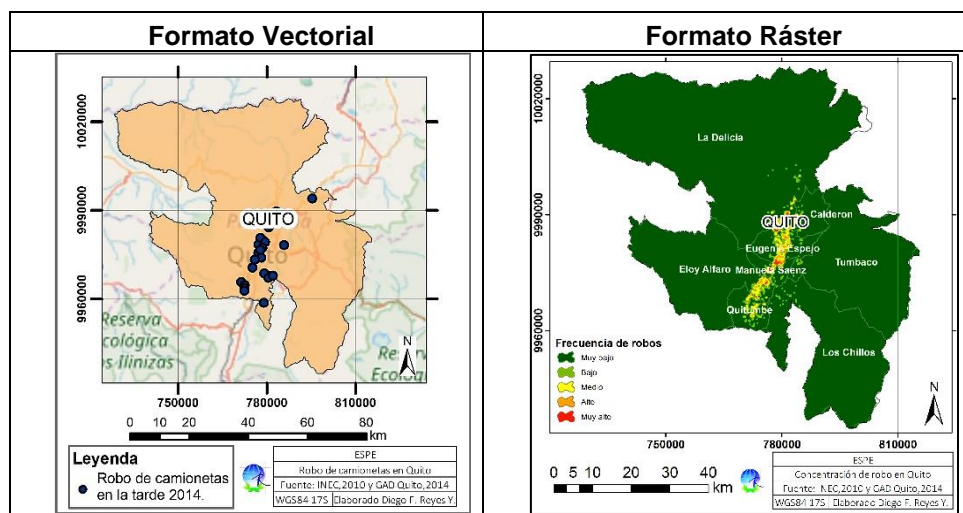 Formato Vectorial
Formato Ráster
10020000
9990000
9960000
QUITO
Quito
Reserva
Ecológica
os Ilinizas
Rese
Ecolog
N
750000 780000 810000
0 10 20 40 60 80
km
Leyenda
Robo de camionetas
en la tarde 2014.
ESPE
Robo de camionetas en Quito
Fuente: INEC,2010 y GAD Quito,2014
WGS84 17S Elaborado Diego F. Reyes Y.
10020000
9990000
9960000
La Delicia
Calderon
QUITO
Eugenio Espejo
Tumbaco
Eloy Alfaro
Manuela Saenz
Quitumbe
Los Chillos
Frecuencia de robos
Muy bajo
Bajo
Medio
Alto
Muy alto
N
750000 780000 810000
0 5 10 20 30 40
km
ESPE
Concentración de robo en Quito
Fuente: NEC,2010 y GAD Quito,2014
WGS84 17S Elaborado Diego F. Reyes Y.